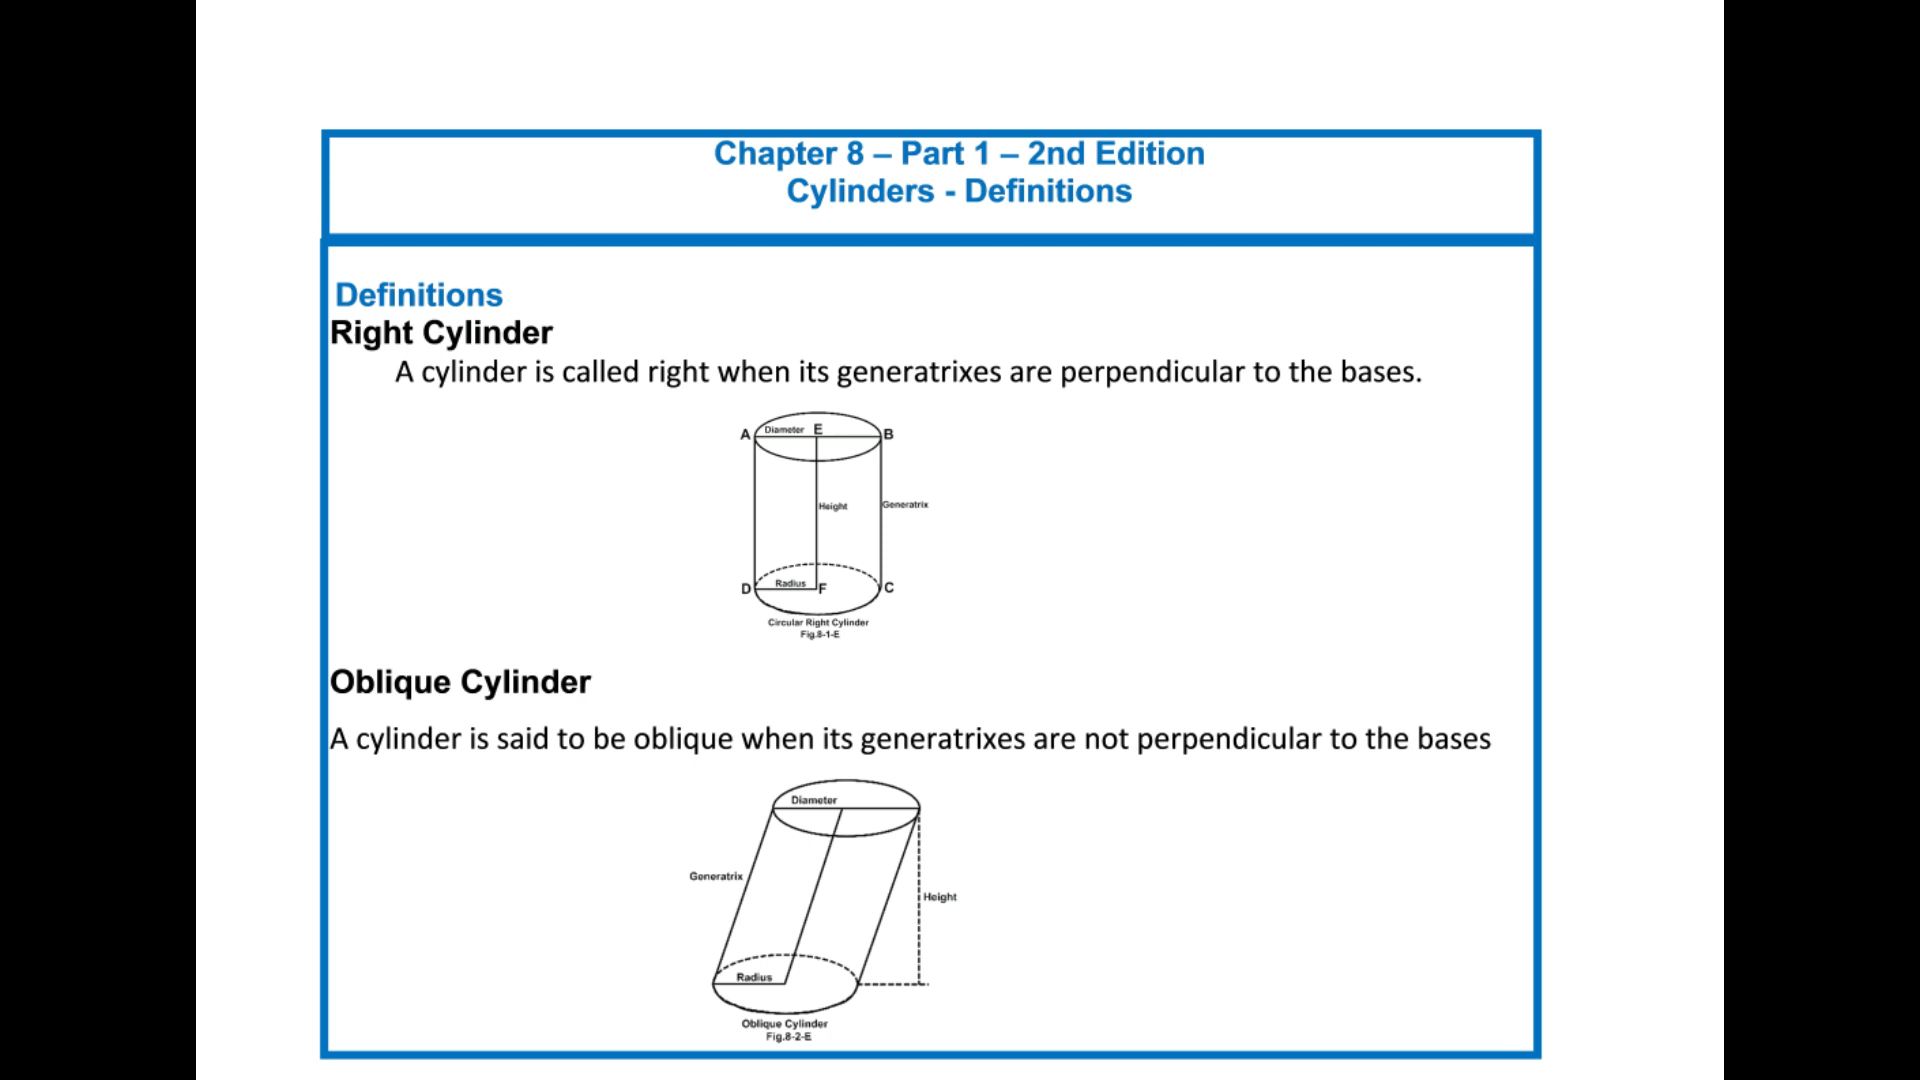 Chapter 8 – Part 1 – 2nd Edition
Cylinders - Definitions
Definitions
Right Cylinder
A cylinder is called right when its generatrixes are perpendicular to the bases.
A Diameter E B
Height Generatrix
D Radius F C
Circular Right Cylinder
Fig.8-1-E
Oblique Cylinder
A cylinder is said to be oblique when its generatrixes are not perpendicular to the bases
Diameter
Generatrix
Height
Radius
Oblique Cylinder
Fig.8-2-E